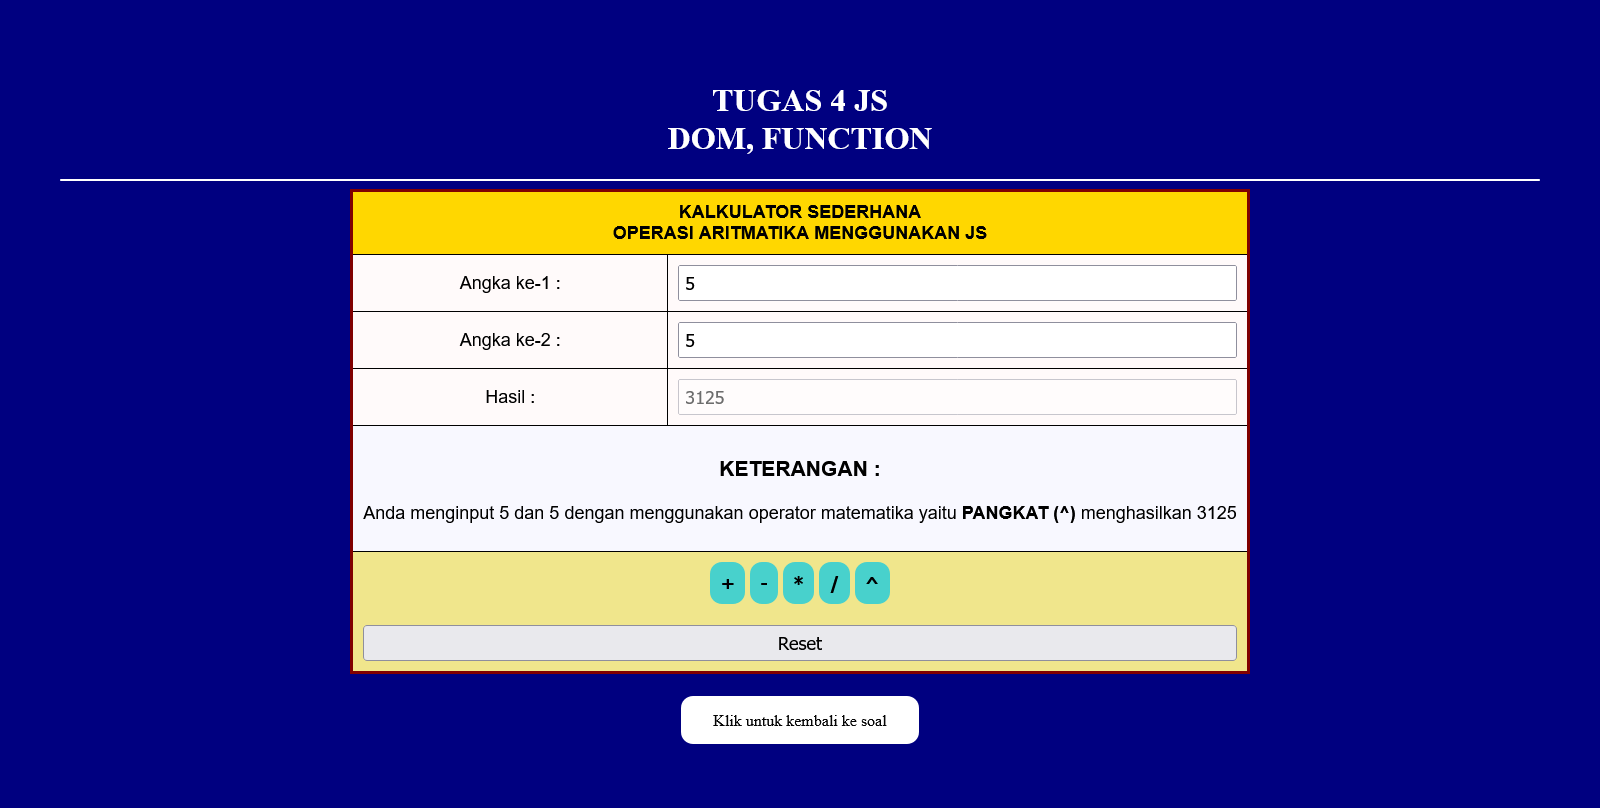 TUGAS 4 JS
DOM, FUNCTION
KALKULATOR SEDERHANA
OPERASI ARITMATIKA MENGGUNAKAN JS
Angka ke-1 :
5
Angka ke-2 :
5
Hasil :
3125
KETERANGAN :
Anda menginput 5 dan 5 dengan menggunakan operator matematika yaitu PANGKAT (^) menghasilkan 3125
+ - * / ^
Reset
Klik untuk kembali ke soal